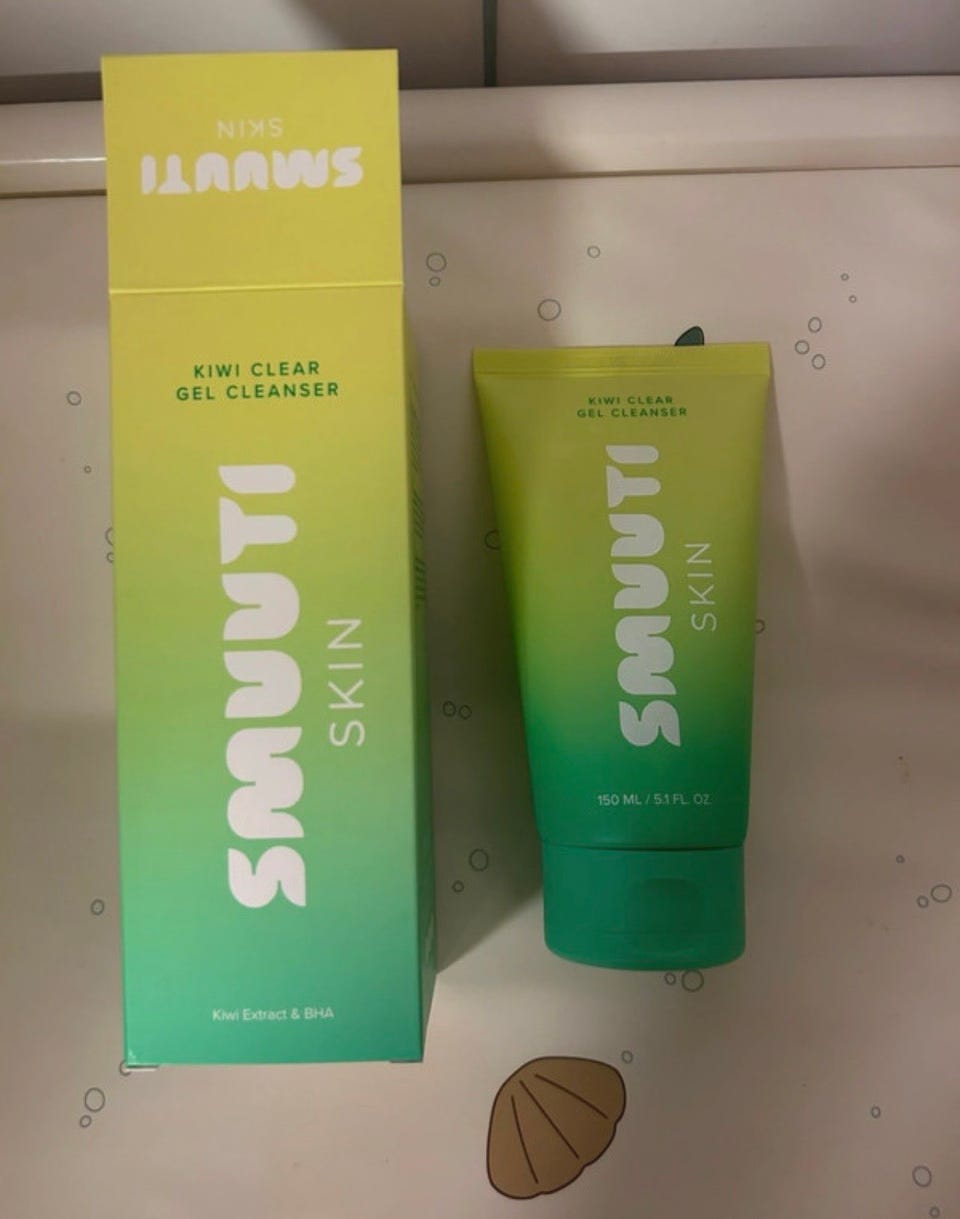 SKIN
SMUUTI
KIWI CLEAR
GEL CLEANSER
SMUUTI
SKIN
Kiwi Extract & BHA
KIWI CLEAR
GEL CLEANSER
SMUUTI
SKIN
150 ML / 5.1 FL. OZ